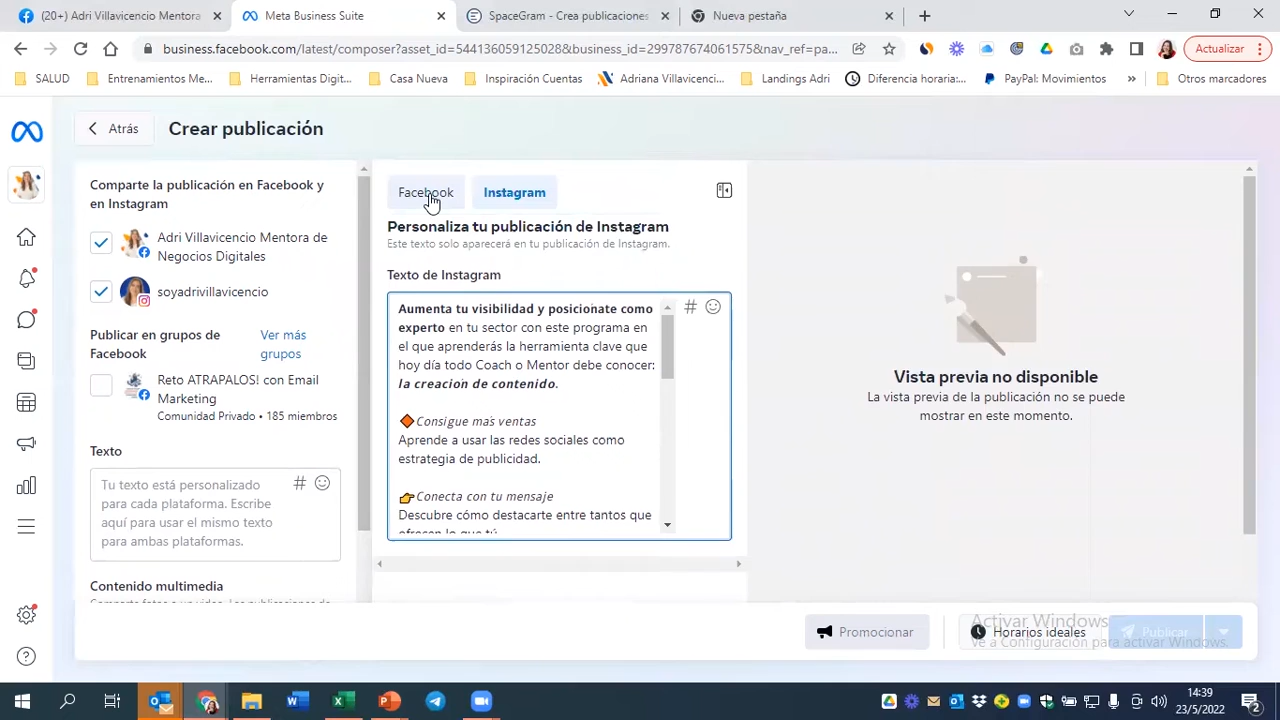 (20+) Adri Villavicencio Mentora
Meta Business Suite
SpaceGram - Crea publicaciones
Nueva pestaña
business.facebook.com/latest/composer?asset_id=544136059125028&business_id=299787674061575&nav_ref=pa...
Actualizar
SALUD
Entrenamientos Me...
Herramientas Digit...
Casa Nueva
Inspiración Cuentas
Adriana Villavicenci...
Landings Adri
Diferencia horaria:...
PayPal: Movimientos
»
Otros marcadores
Atrás
Crear publicación
Comparte la publicación en Facebook y
en Instagram
Adri Villavicencio Mentora de
Negocios Digitales
soyadrivillavicencio
Publicar en grupos de
Facebook
Ver más
grupos
Reto ATRAPALOS! con Email
Marketing
Comunidad Privado • 185 miembros
Texto
Tu texto está personalizado
para cada plataforma. Escribe
aquí para usar el mismo texto
para ambas plataformas.
Contenido multimedia
Facebook
Instagram
Personaliza tu publicación de Instagram
Este texto solo aparecerá en tu publicación de Instagram.
Texto de Instagram
Aumenta tu visibilidad y posiciónate como
experto en tu sector con este programa en
el que aprenderás la herramienta clave que
hoy día todo Coach o Mentor debe conocer:
la creación de contenido.
Consigue más ventas
Aprende a usar las redes sociales como
estrategia de publicidad.
Conecta con tu mensaje
Descubre cómo destacarte entre tantos que
ofrecen lo que tú
Vista previa no disponible
La vista previa de la publicación no se puede
mostrar en este momento.
Promocionar
Horarios ideales
Publicar
Activar Windows
Ve a Configuración para activar Windows.
14:39
23/5/2022
2